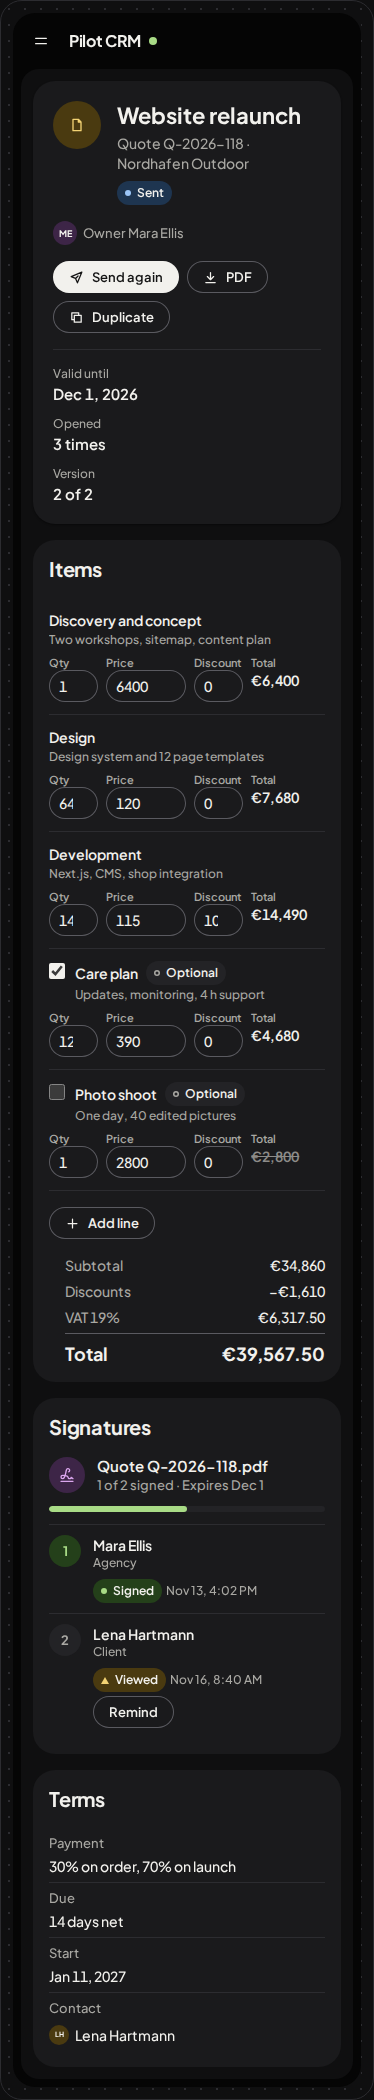 Pilot CRM
Website relaunch
Quote Q-2026-118 ·
Nordhafen Outdoor
Sent
ME Owner Mara Ellis
Send again
PDF
Duplicate
Valid until
Dec 1, 2026
Opened
3 times
Version
2 of 2
Items
Discovery and concept
Two workshops, sitemap, content plan
Qty Price Discount Total
1 6400 0 €6,400
Design
Design system and 12 page templates
Qty Price Discount Total
64 120 0 €7,680
Development
Next.js, CMS, shop integration
Qty Price Discount Total
14 115 10 €14,490
Care plan Optional
Updates, monitoring, 4 h support
Qty Price Discount Total
12 390 0 €4,680
Photo shoot Optional
One day, 40 edited pictures
Qty Price Discount Total
1 2800 0 €2,800
Add line
Subtotal €34,860
Discounts −€1,610
VAT 19% €6,317.50
Total €39,567.50
Signatures
Quote Q-2026-118.pdf
1 of 2 signed · Expires Dec 1
1 Mara Ellis
Agency
Signed Nov 13, 4:02 PM
2 Lena Hartmann
Client
Viewed Nov 16, 8:40 AM
Remind
Terms
Payment
30% on order, 70% on launch
Due
14 days net
Start
Jan 11, 2027
Contact
LH Lena Hartmann